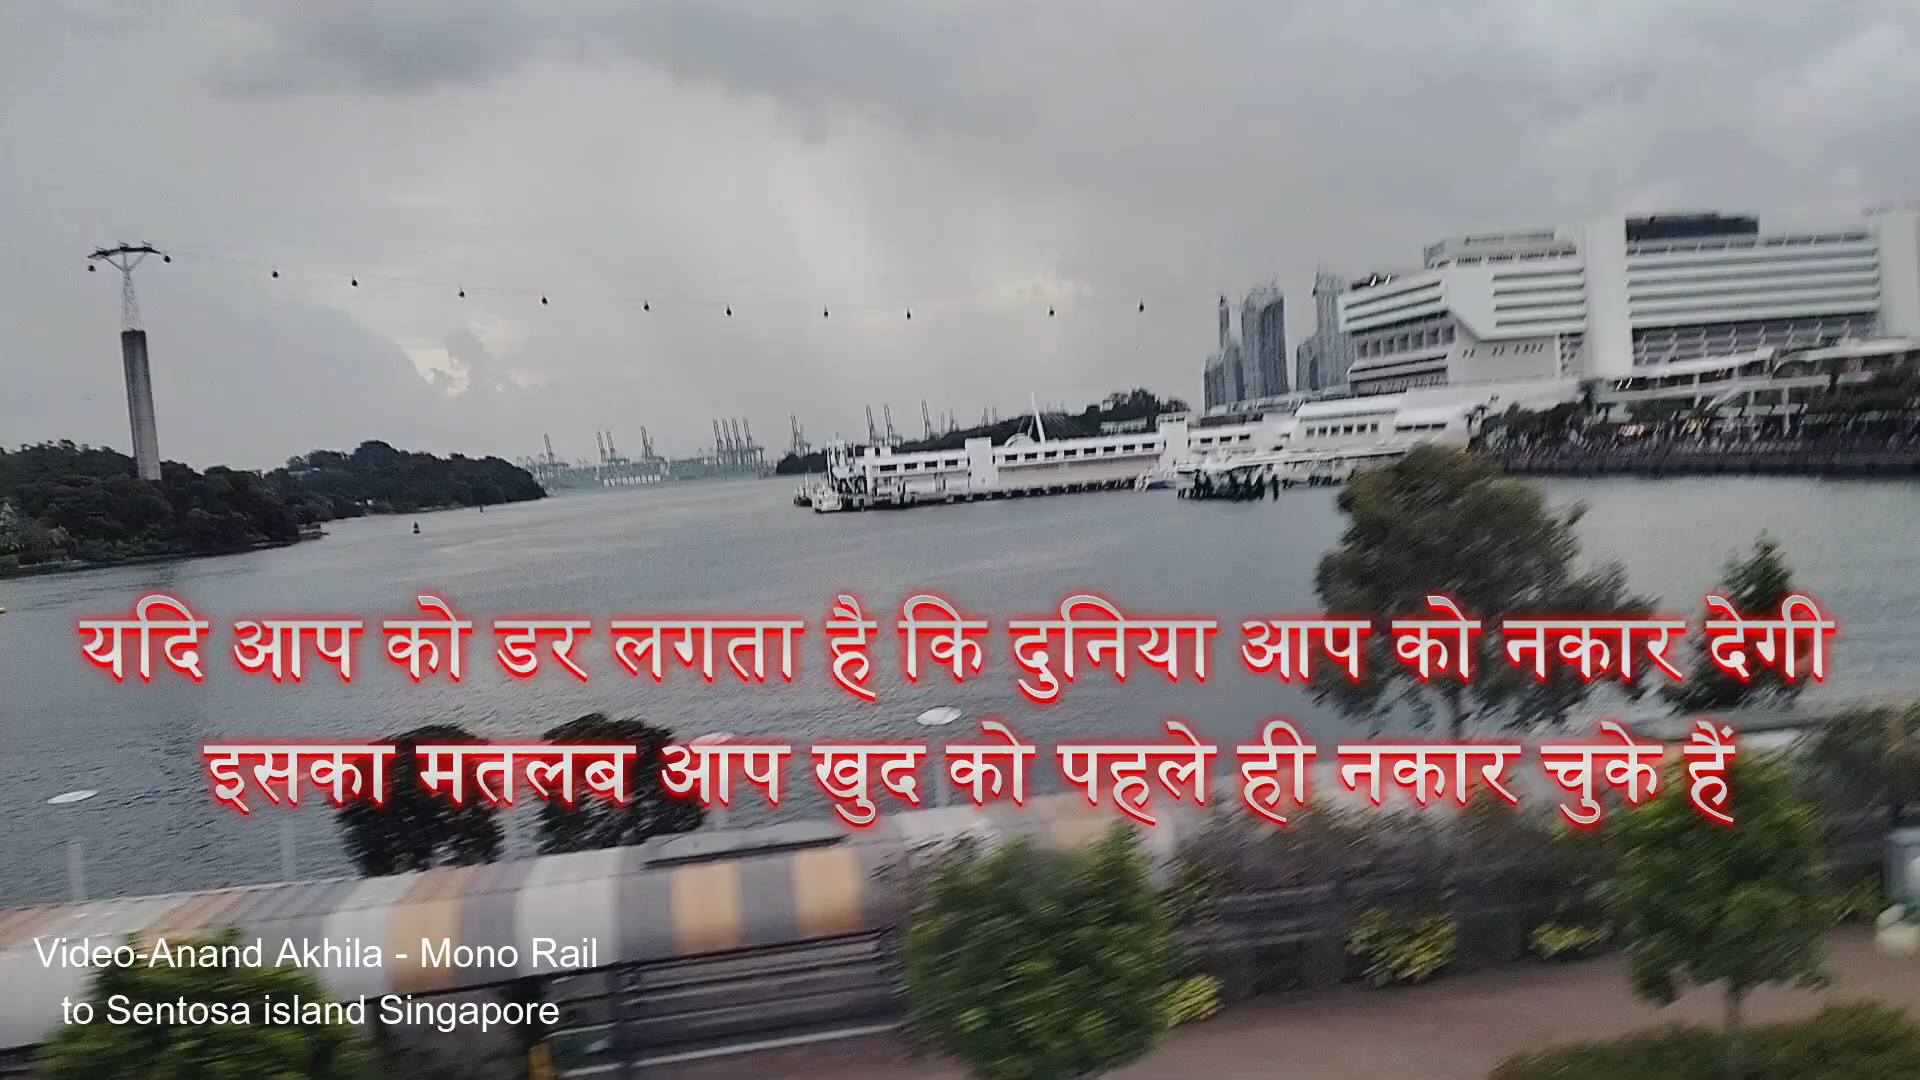 यदि आप को डर लगता है कि दुनिया आप को नकार देगी
इसका मतलब आप खुद को पहले ही नकार चुके हैं
Video-Anand Akhila - Mono Rail
to Sentosa island Singapore